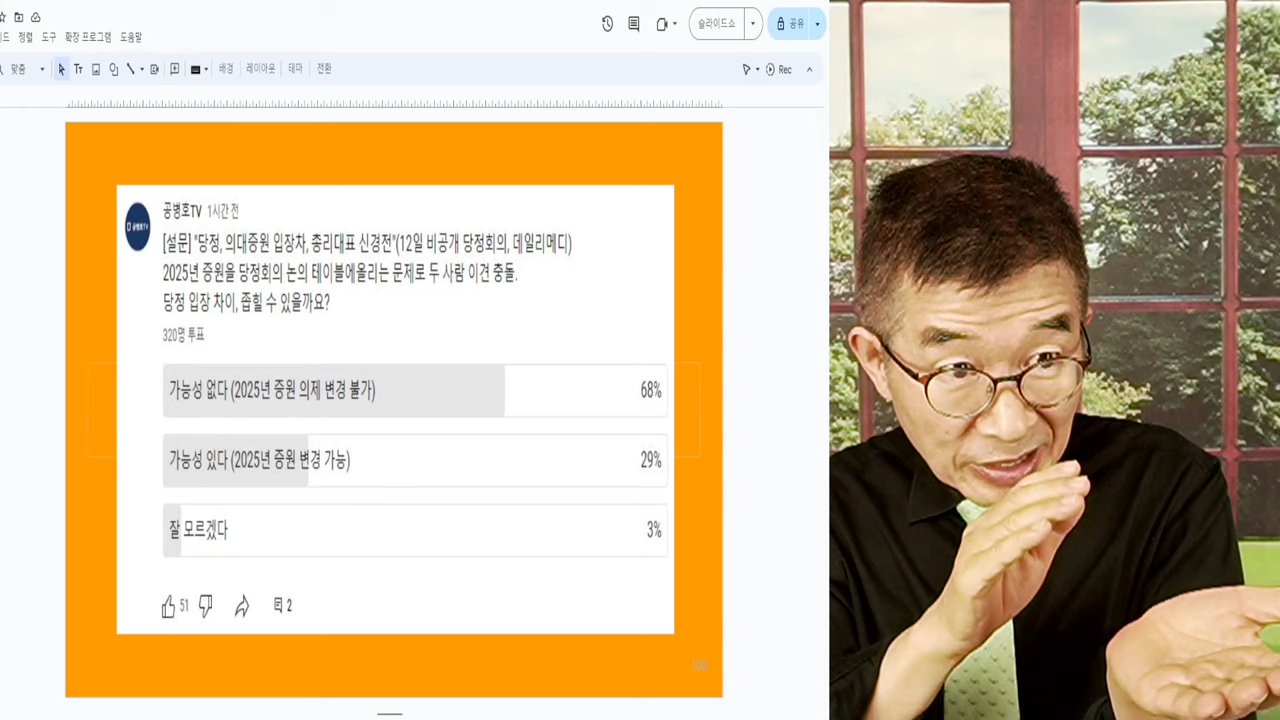 정렬 도구 확장 프로그램 도움말
슬라이드쇼
공유
맞춤
Tт
배경 레이아웃 테마 전환
Rec
공병호TV
공병호TV 1시간 전
[설문] "당정, 의대증원 입장차, 총리대표 신경전"(12일 비공개 당정회의, 데일리메디)
2025년 증원을 당정회의 논의 테이블에올리는 문제로 두 사람 이견 충돌.
당정 입장 차이, 좁힐 수 있을까요?
320명 투표
가능성 없다 (2025년 증원 의제 변경 불가) 68%
가능성 있다 (2025년 증원 변경 가능) 29%
잘 모르겠다 3%
51
2
100